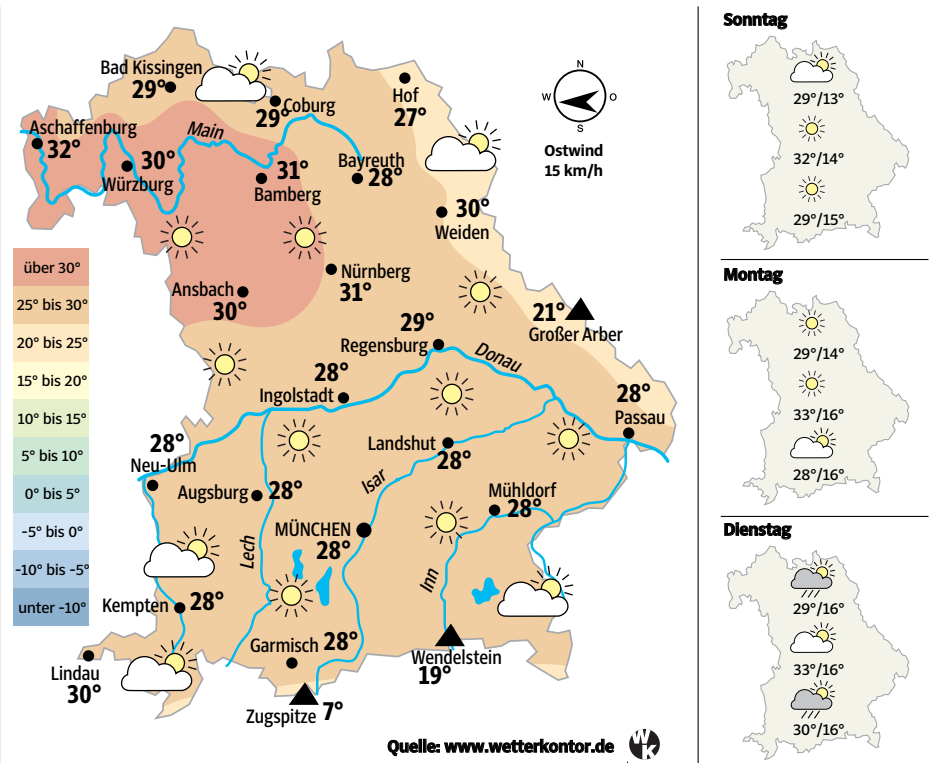 Bad Kissingen
29°
Coburg
29°
Hof
27°
N
W O
S
Ostwind
15 km/h
Aschaffenburg
32°
Main
30°
Würzburg
31°
Bamberg
Bayreuth
28°
30°
Weiden
Nürnberg
31°
Ansbach
30°
21°
Großer Arber
29°
Regensburg
Donau
28°
Ingolstadt
28°
Passau
28°
Neu-Ulm
Landshut
28°
Isar
Augsburg 28°
Mühldorf
28°
MÜNCHEN
28°
Lech
Inn
Kempten 28°
Garmisch 28°
Lindau
30°
Wendelstein
19°
Zugspitze 7°
über 30°
25° bis 30°
20° bis 25°
15° bis 20°
10° bis 15°
5° bis 10°
0° bis 5°
-5° bis 0°
-10° bis -5°
unter -10°
Quelle: www.wetterkontor.de
W
K
Sonntag
29°/13°
32°/14°
29°/15°
Montag
29°/14°
33°/16°
28°/16°
Dienstag
29°/16°
33°/16°
30°/16°